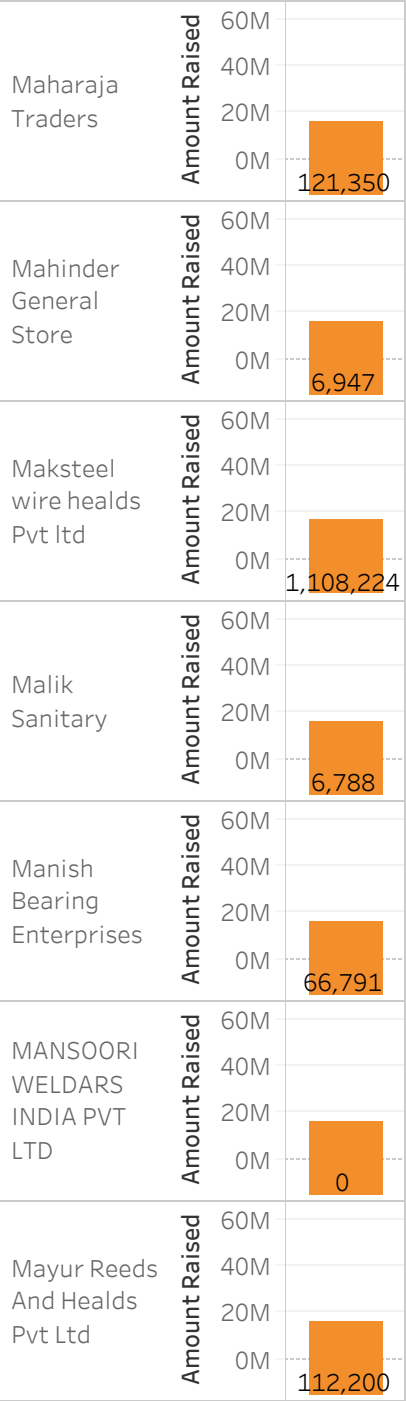 Maharaja
Traders
Amount Raised
60M
40M
20M
0M
121,350
Mahinder
General
Store
Amount Raised
60M
40M
20M
0M
6,947
Maksteel
wire healds
Pvt ltd
Amount Raised
60M
40M
20M
0M
1,108,224
Malik
Sanitary
Amount Raised
60M
40M
20M
0M
6,788
Manish
Bearing
Enterprises
Amount Raised
60M
40M
20M
0M
66,791
MANSOORI
WELDARS
INDIA PVT
LTD
Amount Raised
60M
40M
20M
0M
0
Mayur Reeds
And Healds
Pvt Ltd
Amount Raised
60M
40M
20M
0M
112,200